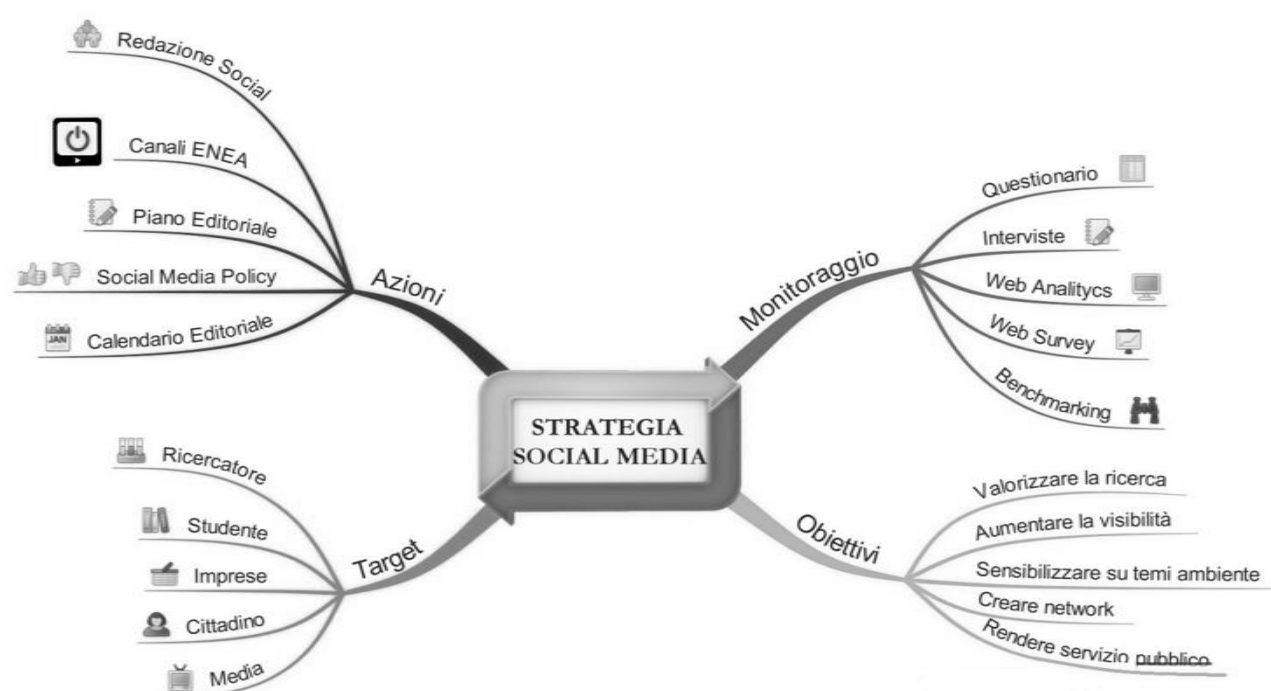 Redazione Social
Canali ENEA
Piano Editoriale
Social Media Policy
JAN
Calendario Editoriale
Azioni
Monitoraggio
Questionario
Interviste
Web Analitycs
Web Survey
Benchmarking
STRATEGIA
SOCIAL MEDIA
Ricercatore
Studente
Imprese
Cittadino
Media
Target
Obiettivi
Valorizzare la ricerca
Aumentare la visibilità
Sensibilizzare su temi ambiente
Creare network
Rendere servizio pubblico